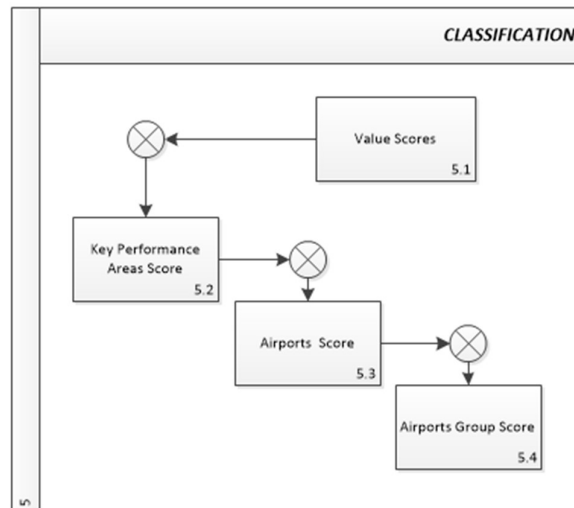 CLASSIFICATION
Value Scores
5.1
Key Performance
Areas Score
5.2
Airports Score
5.3
Airports Group Score
5.4
5